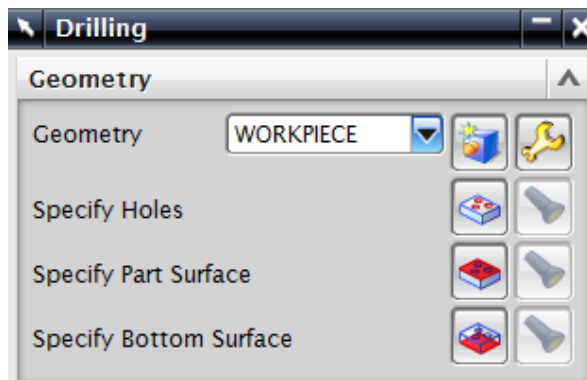 Drilling
Geometry
Geometry WORKPIECE
Specify Holes
Specify Part Surface
Specify Bottom Surface